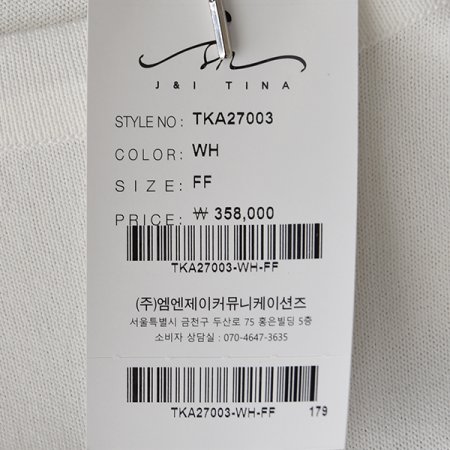 J & I TINA
STYLE NO : TKA27003
COLOR: WH
SIZE: FF
PRICE: ₩ 358,000
TKA27003-WH-FF
(주)엠엔제이커뮤니케이션즈
서울특별시 금천구 두산로 75 홍은빌딩 5층
소비자 상담실 : 070-4647-3635
TKA27003-WH-FF 179